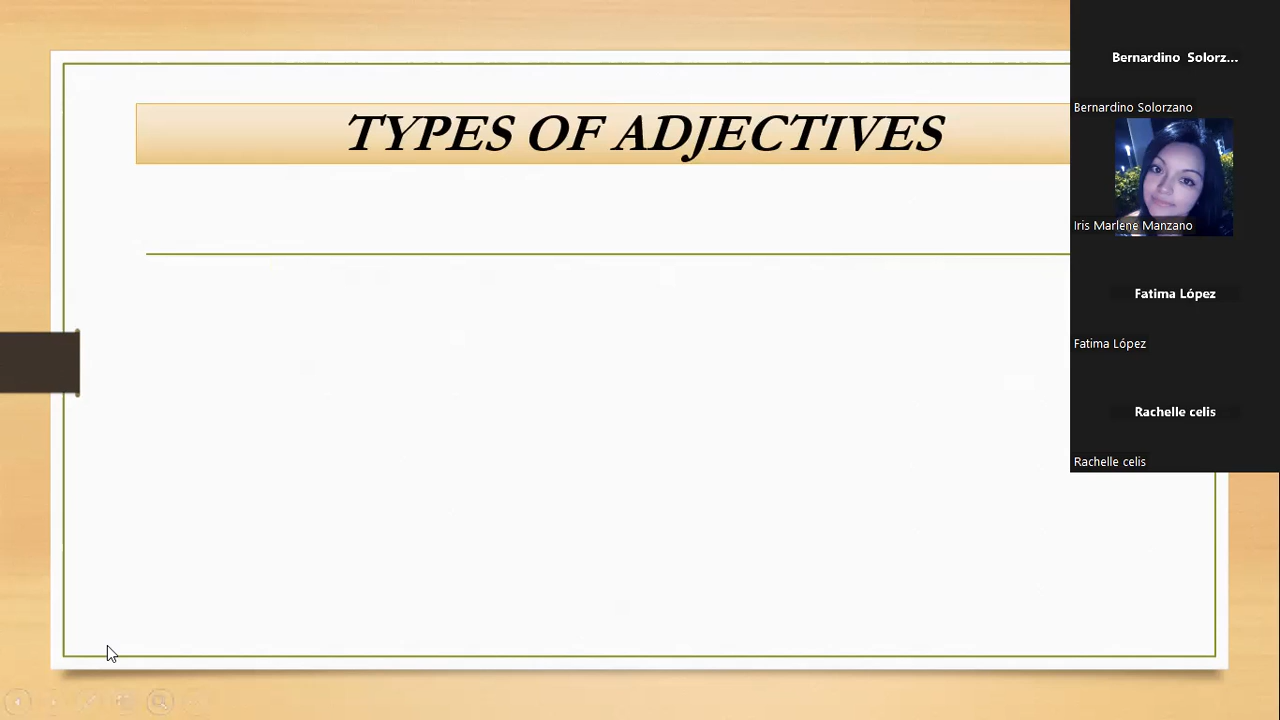 TYPES OF ADJECTIVES
Bernardino Solorz...
Bernardino Solorzano
Iris Marlene Manzano
Fatima López
Fatima López
Rachelle celis
Rachelle celis